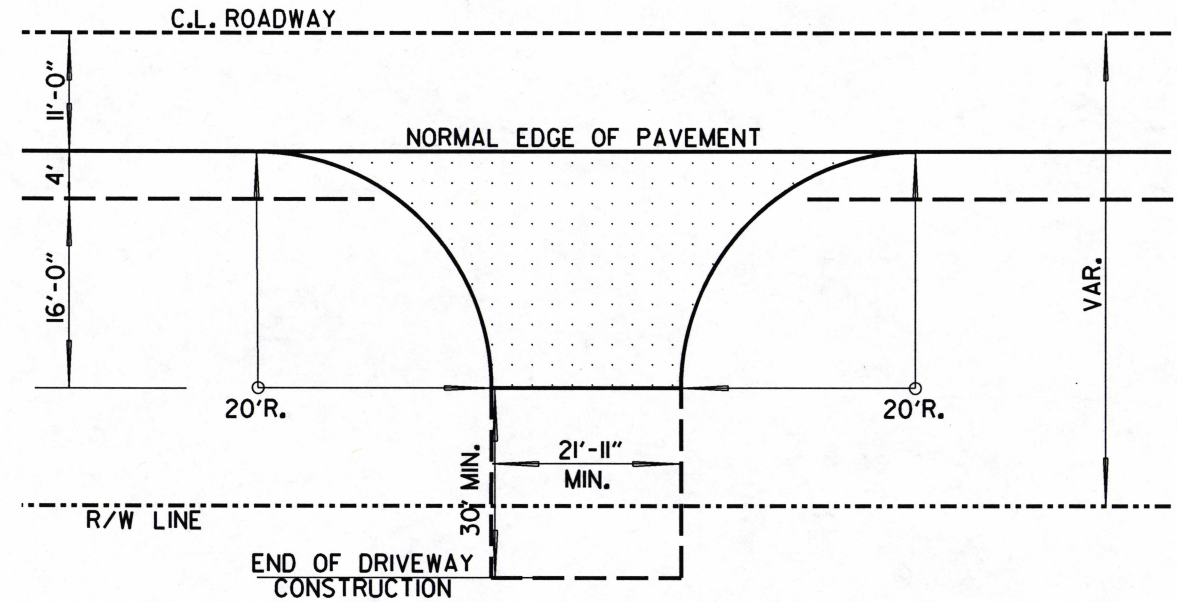 C.L. ROADWAY
11'-0"
NORMAL EDGE OF PAVEMENT
4'
16'-0"
VAR.
20'R.
20'R.
30' MIN.
21'-11"
MIN.
R/W LINE
END OF DRIVEWAY
CONSTRUCTION